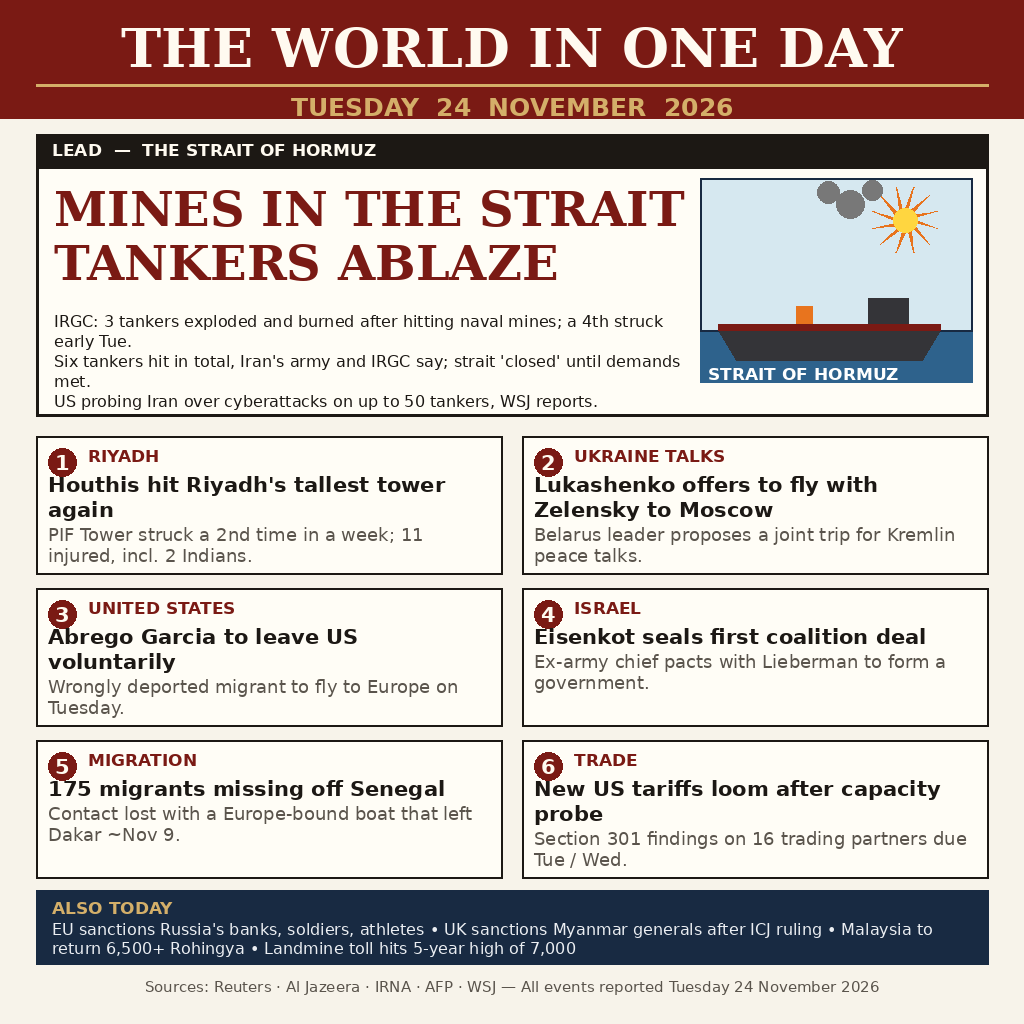 THE WORLD IN ONE DAY
TUESDAY 24 NOVEMBER 2026
LEAD — THE STRAIT OF HORMUZ
MINES IN THE STRAIT
TANKERS ABLAZE
IRGC: 3 tankers exploded and burned after hitting naval mines; a 4th struck
early Tue.
Six tankers hit in total, Iran's army and IRGC say; strait 'closed' until demands
met.
US probing Iran over cyberattacks on up to 50 tankers, WSJ reports.
STRAIT OF HORMUZ
1 RIYADH
Houthis hit Riyadh's tallest tower
again
PIF Tower struck a 2nd time in a week; 11
injured, incl. 2 Indians.
2 UKRAINE TALKS
Lukashenko offers to fly with
Zelensky to Moscow
Belarus leader proposes a joint trip for Kremlin
peace talks.
3 UNITED STATES
Abrego Garcia to leave US
voluntarily
Wrongly deported migrant to fly to Europe on
Tuesday.
4 ISRAEL
Eisenkot seals first coalition deal
Ex-army chief pacts with Lieberman to form a
government.
5 MIGRATION
175 migrants missing off Senegal
Contact lost with a Europe-bound boat that left
Dakar ~Nov 9.
6 TRADE
New US tariffs loom after capacity
probe
Section 301 findings on 16 trading partners due
Tue / Wed.
ALSO TODAY
EU sanctions Russia's banks, soldiers, athletes • UK sanctions Myanmar generals after ICJ ruling • Malaysia to
return 6,500+ Rohingya • Landmine toll hits 5-year high of 7,000
Sources: Reuters · Al Jazeera · IRNA · AFP · WSJ — All events reported Tuesday 24 November 2026